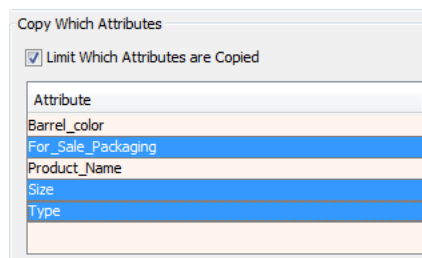 Copy Which Attributes
Limit Which Attributes are Copied
Attribute
Barrel_color
For_Sale_Packaging
Product_Name
Size
Type